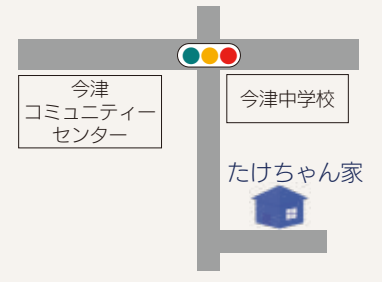 今津
コミュニティー
センター
今津中学校
たけちゃん家